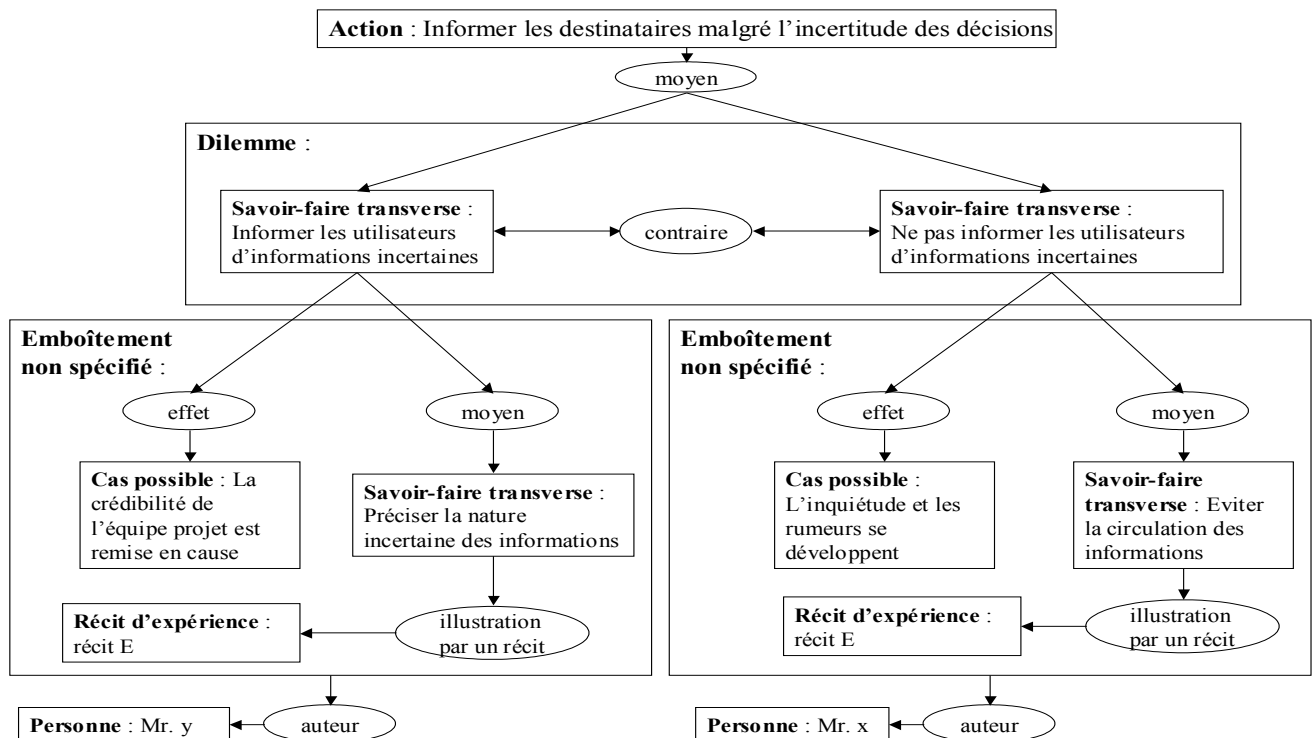 Action : Informer les destinataires malgré l'incertitude des décisions
moyen
Dilemme :
Savoir-faire transverse :
Informer les utilisateurs
d'informations incertaines
contraire
Savoir-faire transverse :
Ne pas informer les utilisateurs
d'informations incertaines
Emboîtement
non spécifié :
effet
moyen
Cas possible : La
crédibilité de
l'équipe projet est
remise en cause
Savoir-faire transverse :
Préciser la nature
incertaine des informations
Récit d'expérience :
récit E
illustration
par un récit
Personne : Mr. y
auteur
Emboîtement
non spécifié :
effet
moyen
Cas possible :
L'inquiétude et les
rumeurs se
développent
Savoir-faire
transverse : Eviter
la circulation des
informations
Récit d'expérience :
récit E
illustration
par un récit
Personne : Mr. x
auteur